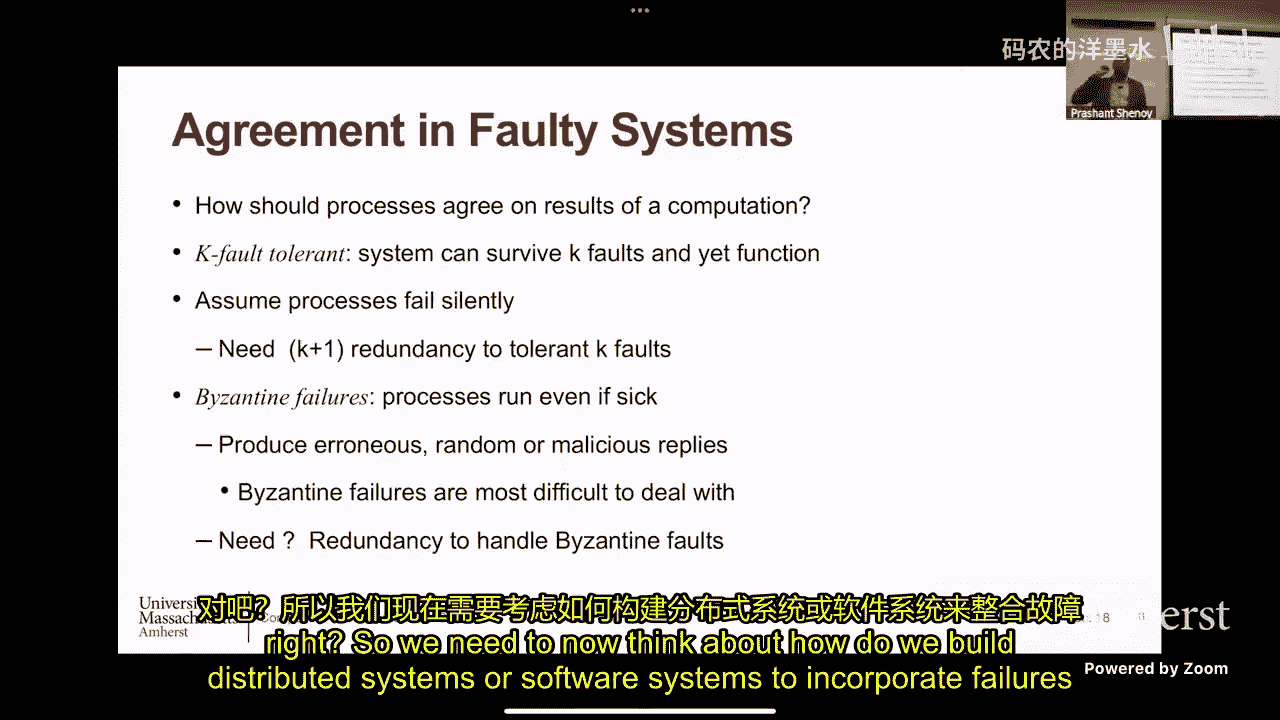 码农的洋墨水
Prashant Shenoy
Agreement in Faulty Systems
• How should processes agree on results of a computation?
• K-fault tolerant: system can survive k faults and yet function
• Assume processes fail silently
– Need (k+1) redundancy to tolerant k faults
• Byzantine failures: processes run even if sick
– Produce erroneous, random or malicious replies
• Byzantine failures are most difficult to deal with
– Need ? Redundancy to handle Byzantine faults
对吧？所以我们现在需要考虑如何构建分布式系统或软件系统来整合故障
right? So we need to now think about how do we build
distributed systems or software systems to incorporate failures
Massachusetts
Amherst
18
8
erst
Powered by Zoom